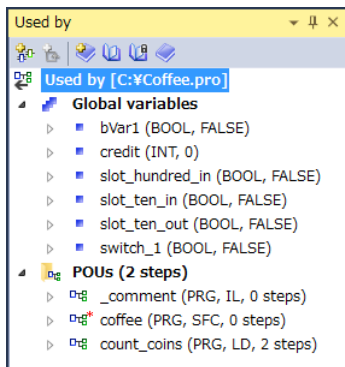 Used by
Used by [C:¥Coffee.pro]
Global variables
bVar1 (BOOL, FALSE)
credit (INT, 0)
slot_hundred_in (BOOL, FALSE)
slot_ten_in (BOOL, FALSE)
slot_ten_out (BOOL, FALSE)
switch_1 (BOOL, FALSE)
POUs (2 steps)
_comment (PRG, IL, 0 steps)
coffee (PRG, SFC, 0 steps)
count_coins (PRG, LD, 2 steps)